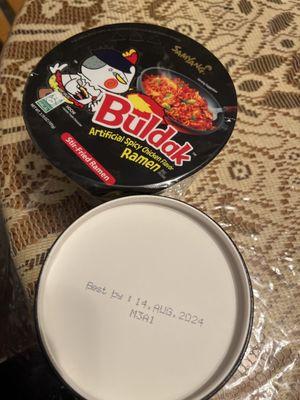 SAMYANG
Buldak
Artificial Spicy Chicken Flavor
Ramen
Stir-Fried Ramen
Best by : 14. AUG. 2024
M3A1